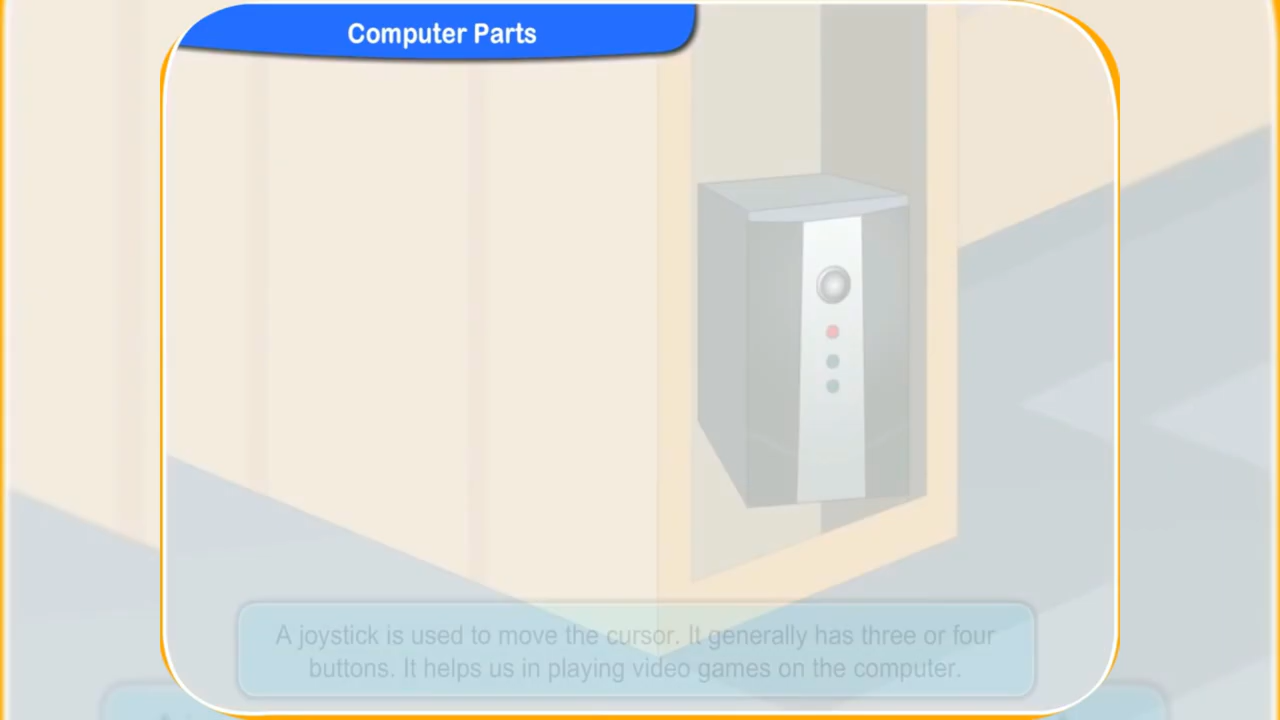 Computer Parts
A joystick is used to move the cursor. It generally has three or four
buttons. It helps us in playing video games on the computer.